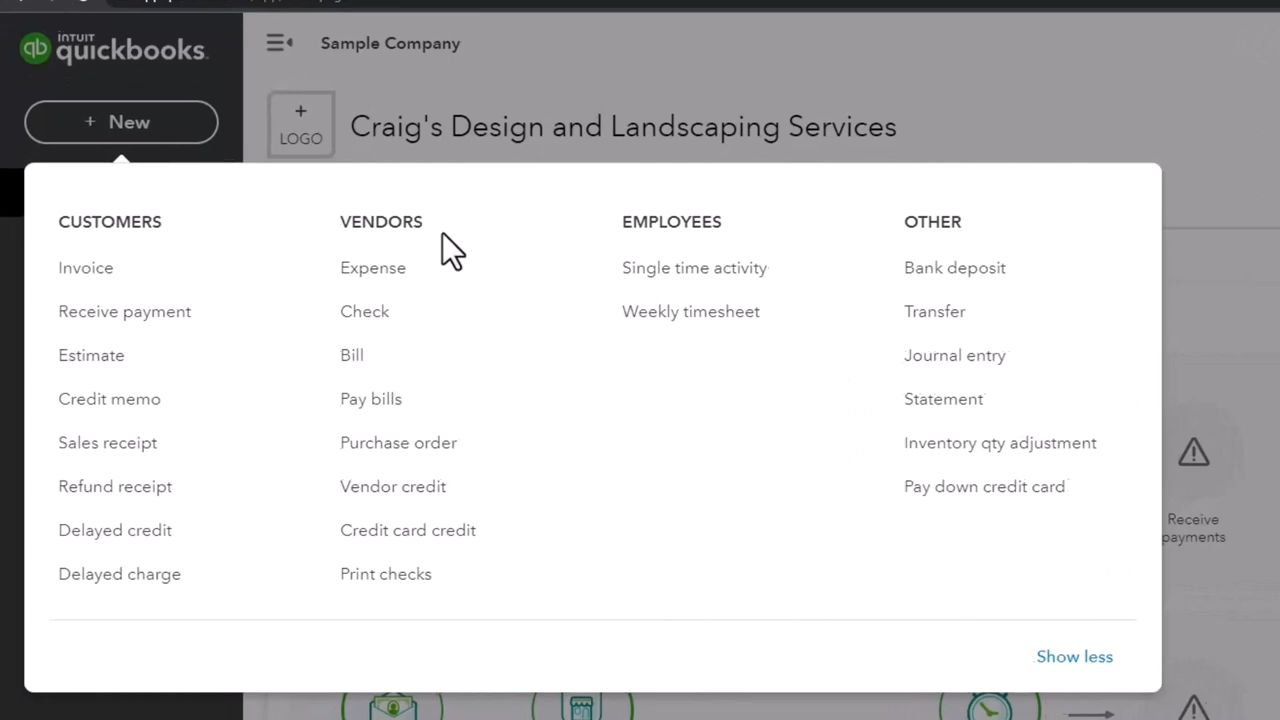 INTUIT
quickbooks.
Sample Company
+ New
+
LOGO
Craig's Design and Landscaping Services
CUSTOMERS
Invoice
Receive payment
Estimate
Credit memo
Sales receipt
Refund receipt
Delayed credit
Delayed charge
VENDORS
Expense
Check
Bill
Pay bills
Purchase order
Vendor credit
Credit card credit
Print checks
EMPLOYEES
Single time activity
Weekly timesheet
OTHER
Bank deposit
Transfer
Journal entry
Statement
Inventory qty adjustment
Pay down credit card
Show less
Receive
payments